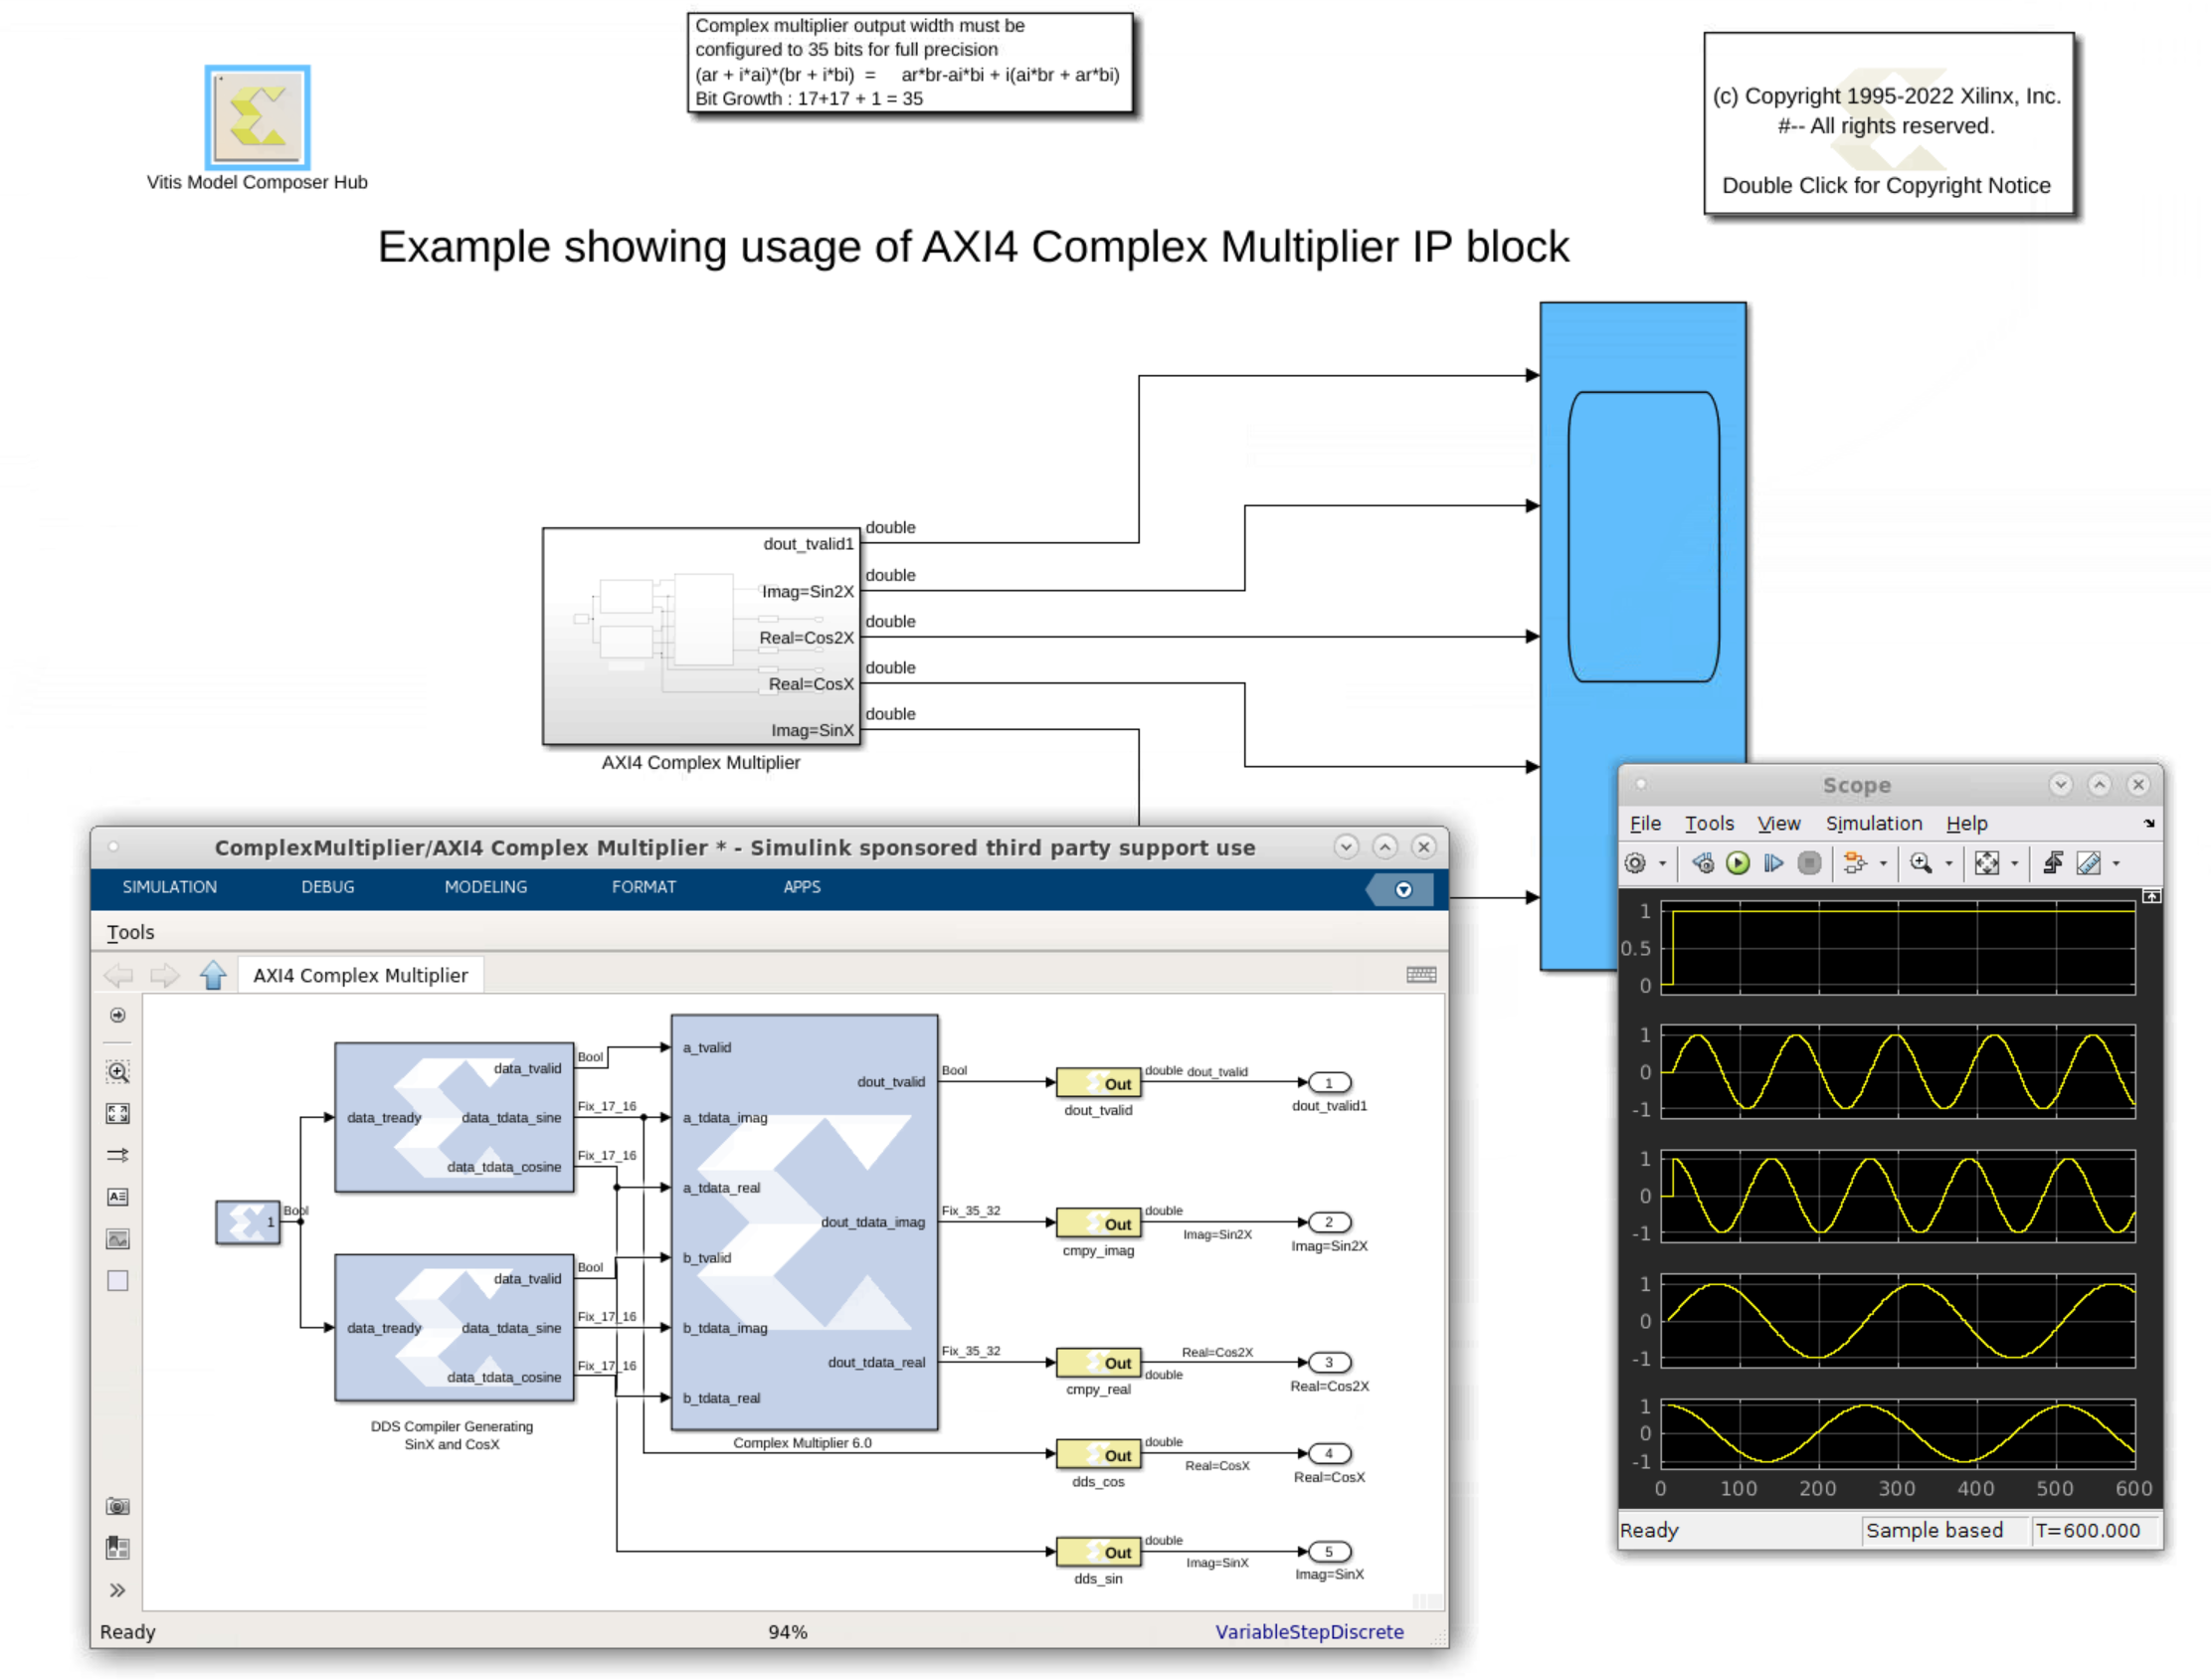 Complex multiplier output width must be
configured to 35 bits for full precision
(ar + i*ai)*(br + i*bi) = ar*br-ai*bi + i(ai*br + ar*bi)
Bit Growth : 17+17 + 1 = 35
(c) Copyright 1995-2022 Xilinx, Inc.
#-- All rights reserved.
Double Click for Copyright Notice
Vitis Model Composer Hub
Example showing usage of AXI4 Complex Multiplier IP block
double
dout_tvalid1
double
Imag=Sin2X
double
Real=Cos2X
double
Real=CosX
double
Imag=SinX
AXI4 Complex Multiplier
ComplexMultiplier/AXI4 Complex Multiplier * - Simulink sponsored third party support use
SIMULATION DEBUG MODELING FORMAT APPS
Tools
AXI4 Complex Multiplier
1
Bool
data_tready
data_tvalid
data_tdata_sine
data_tdata_cosine
Bool
Fix_17_16
Fix_17_16
data_tready
data_tvalid
data_tdata_sine
data_tdata_cosine
Bool
Fix_17_16
Fix_17_16
DDS Compiler Generating
SinX and CosX
a_tvalid
a_tdata_imag
a_tdata_real
b_tvalid
b_tdata_imag
b_tdata_real
dout_tvalid
dout_tdata_imag
dout_tdata_real
Complex Multiplier 6.0
Bool
Out
dout_tvalid
double dout_tvalid
1
dout_tvalid1
Fix_35_32
Out
cmpy_imag
double
Imag=Sin2X
2
Imag=Sin2X
Fix_35_32
Out
cmpy_real
Real=Cos2X
double
3
Real=Cos2X
Out
dds_cos
double
Real=CosX
4
Real=CosX
Out
dds_sin
double
Imag=SinX
5
Imag=SinX
Ready 94% VariableStepDiscrete
Scope
File Tools View Simulation Help
1
0.5
0
1
0
-1
1
0
-1
1
0
-1
1
0
-1
0 100 200 300 400 500 600
Ready Sample based T=600.000